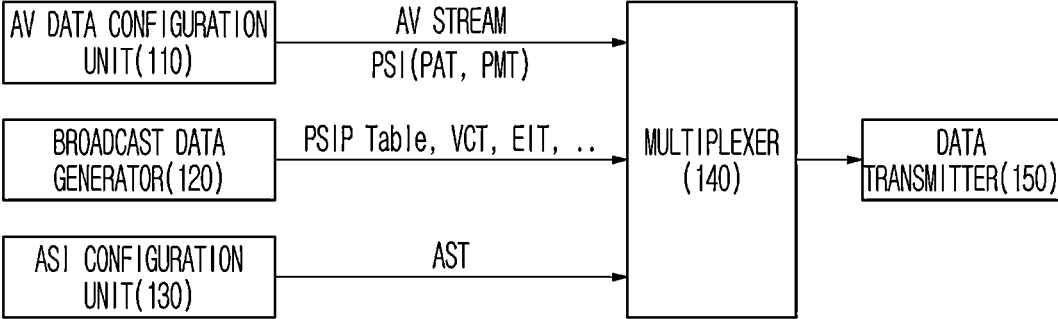 AV DATA CONFIGURATION
UNIT(110)
AV STREAM
PSI(PAT, PMT)
BROADCAST DATA
GENERATOR(120)
PSIP Table, VCT, EIT, ..
ASI CONFIGURATION
UNIT(130)
AST
MULTIPLEXER
(140)
DATA
TRANSMITTER(150)